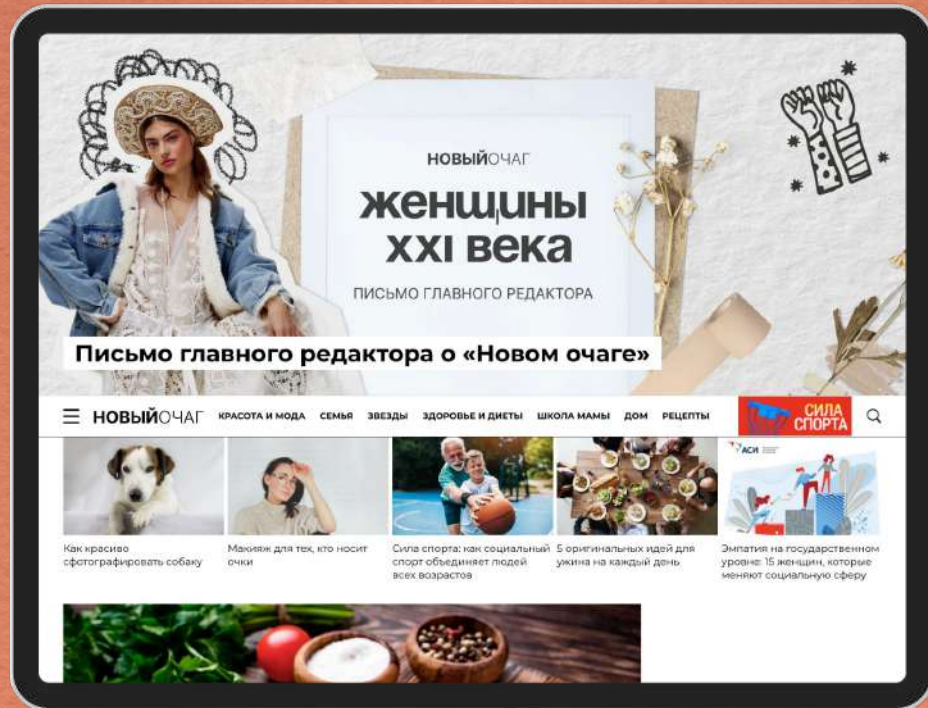 НОВЫЙОЧАГ
женщины
XXI века
ПИСЬМО ГЛАВНОГО РЕДАКТОРА
Письмо главного редактора о «Новом очаге»
НОВЫЙОЧАГ КРАСОТА И МОДА СЕМЬЯ ЗВЕЗДЫ ЗДОРОВЬЕ И ДИЕТЫ ШКОЛА МАМЫ ДОМ РЕЦЕПТЫ
СИЛА
СПОРТА
АСИ
Как красиво
сфотографировать собаку
Макияж для тех, кто носит
очки
Сила спорта: как социальный
спорт объединяет людей
всех возрастов
5 оригинальных идей для
ужина на каждый день
Эмпатия на государственном
уровне: 15 женщин, которые
меняют социальную сферу